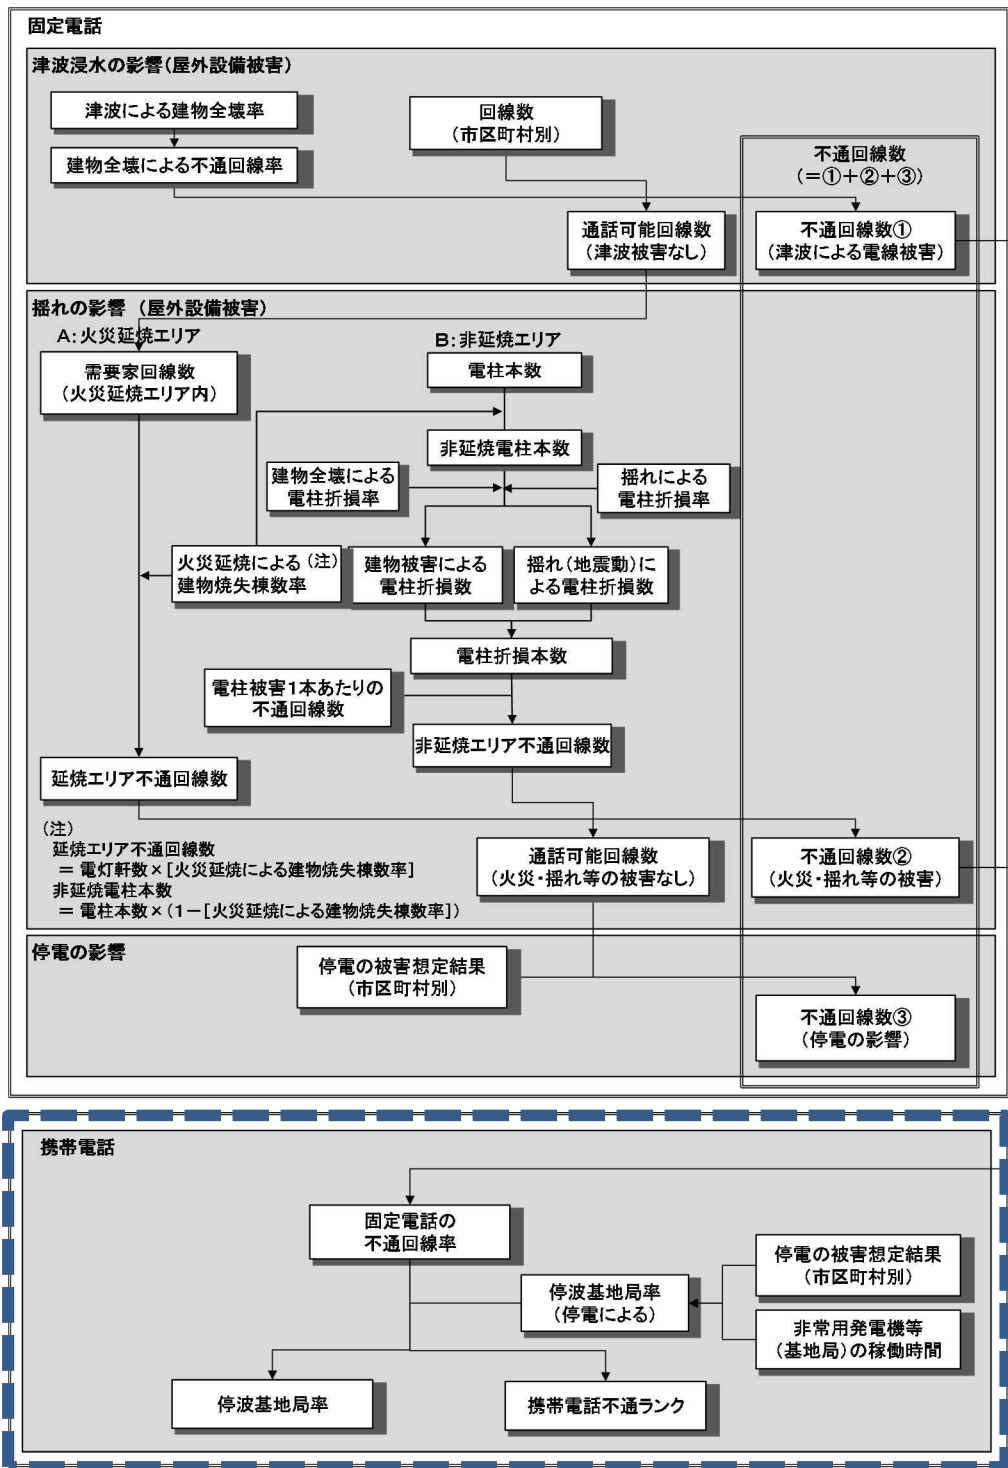 固定電話
津波浸水の影響(屋外設備被害)
津波による建物全壊率
回線数
(市区町村別)
建物全壊による不通回線率
不通回線数
(=①+②+③)
通話可能回線数
(津波被害なし)
不通回線数①
(津波による電線被害)
揺れの影響 (屋外設備被害)
A:火災延焼エリア
B:非延焼エリア
需要家回線数
(火災延焼エリア内)
電柱本数
非延焼電柱本数
建物全壊による
電柱折損率
揺れによる
電柱折損率
火災延焼による(注)
建物焼失棟数率
建物被害による
電柱折損数
揺れ(地震動)に
よる電柱折損数
電柱折損本数
電柱被害1本あたりの
不通回線数
非延焼エリア不通回線数
延焼エリア不通回線数
(注)
延焼エリア不通回線数
= 電灯軒数×[火災延焼による建物焼失棟数率]
非延焼電柱本数
= 電柱本数×(1-[火災延焼による建物焼失棟数率])
通話可能回線数
(火災・揺れ等の被害なし)
不通回線数②
(火災・揺れ等の被害)
停電の影響
停電の被害想定結果
(市区町村別)
不通回線数③
(停電の影響)
携帯電話
固定電話の
不通回線率
停電の被害想定結果
(市区町村別)
停波基地局率
(停電による)
非常用発電機等
(基地局)の稼働時間
停波基地局率
携帯電話不通ランク